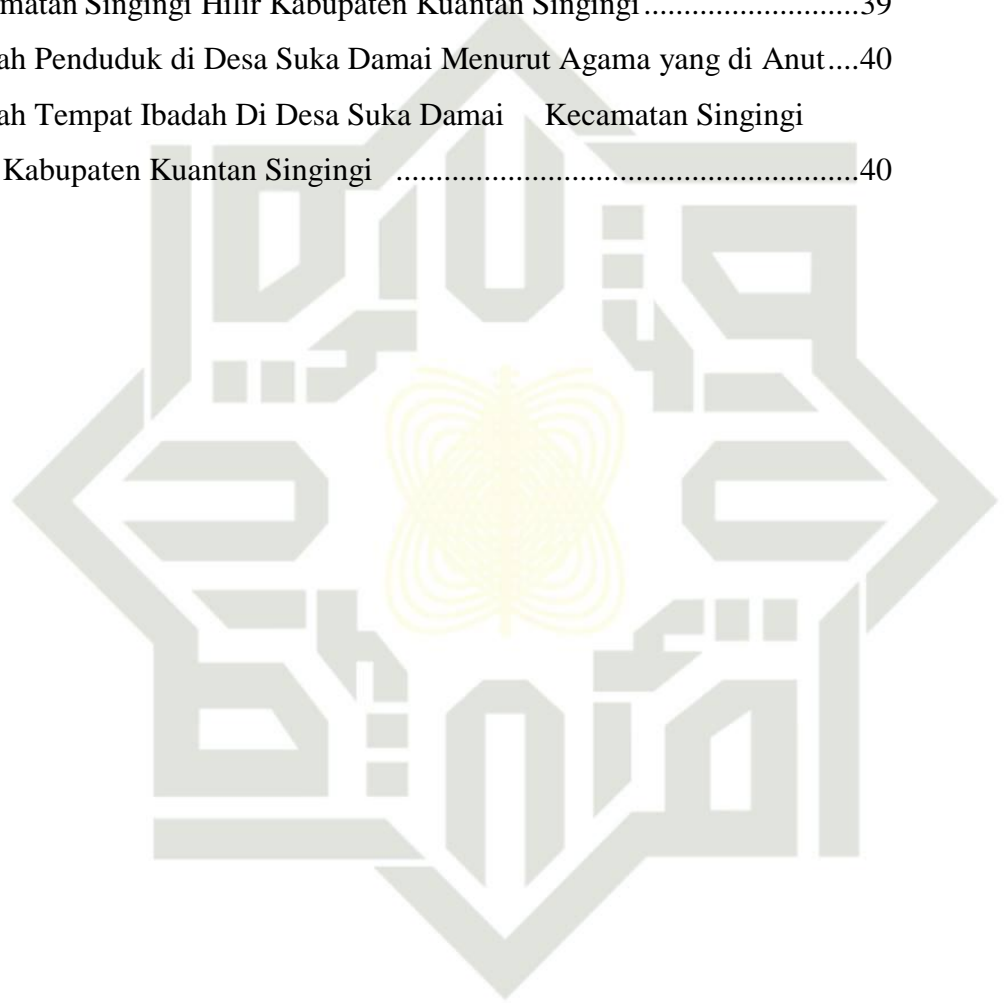 matan Singingi Hilir Kabupaten Kuantan Singingi...........................39
ah Penduduk di Desa Suka Damai Menurut Agama yang di Anut....40
ah Tempat Ibadah Di Desa Suka Damai Kecamatan Singingi
Kabupaten Kuantan Singingi ..........................................................40